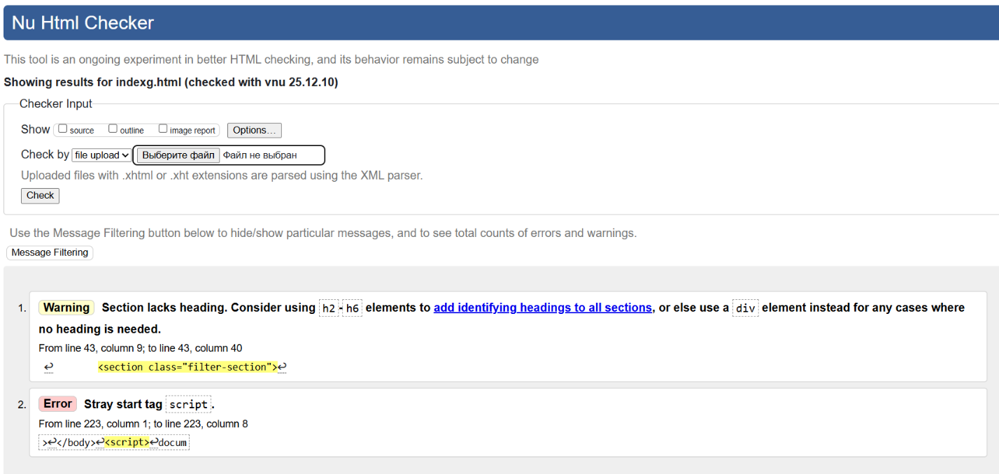 Nu Html Checker
This tool is an ongoing experiment in better HTML checking, and its behavior remains subject to change
Showing results for indexg.html (checked with vnu 25.12.10)
Checker Input
Show source outline image report Options…
Check by file upload Выберите файл Файл не выбран
Uploaded files with .xhtml or .xht extensions are parsed using the XML parser.
Check
Use the Message Filtering button below to hide/show particular messages, and to see total counts of errors and warnings.
Message Filtering
1. Warning Section lacks heading. Consider using h2-h6 elements to add identifying headings to all sections, or else use a div element instead for any cases where
no heading is needed.
From line 43, column 9; to line 43, column 40
↩ <section class="filter-section">↩
2. Error Stray start tag script.
From line 223, column 1; to line 223, column 8
>↩</body>↩<script>↩docum